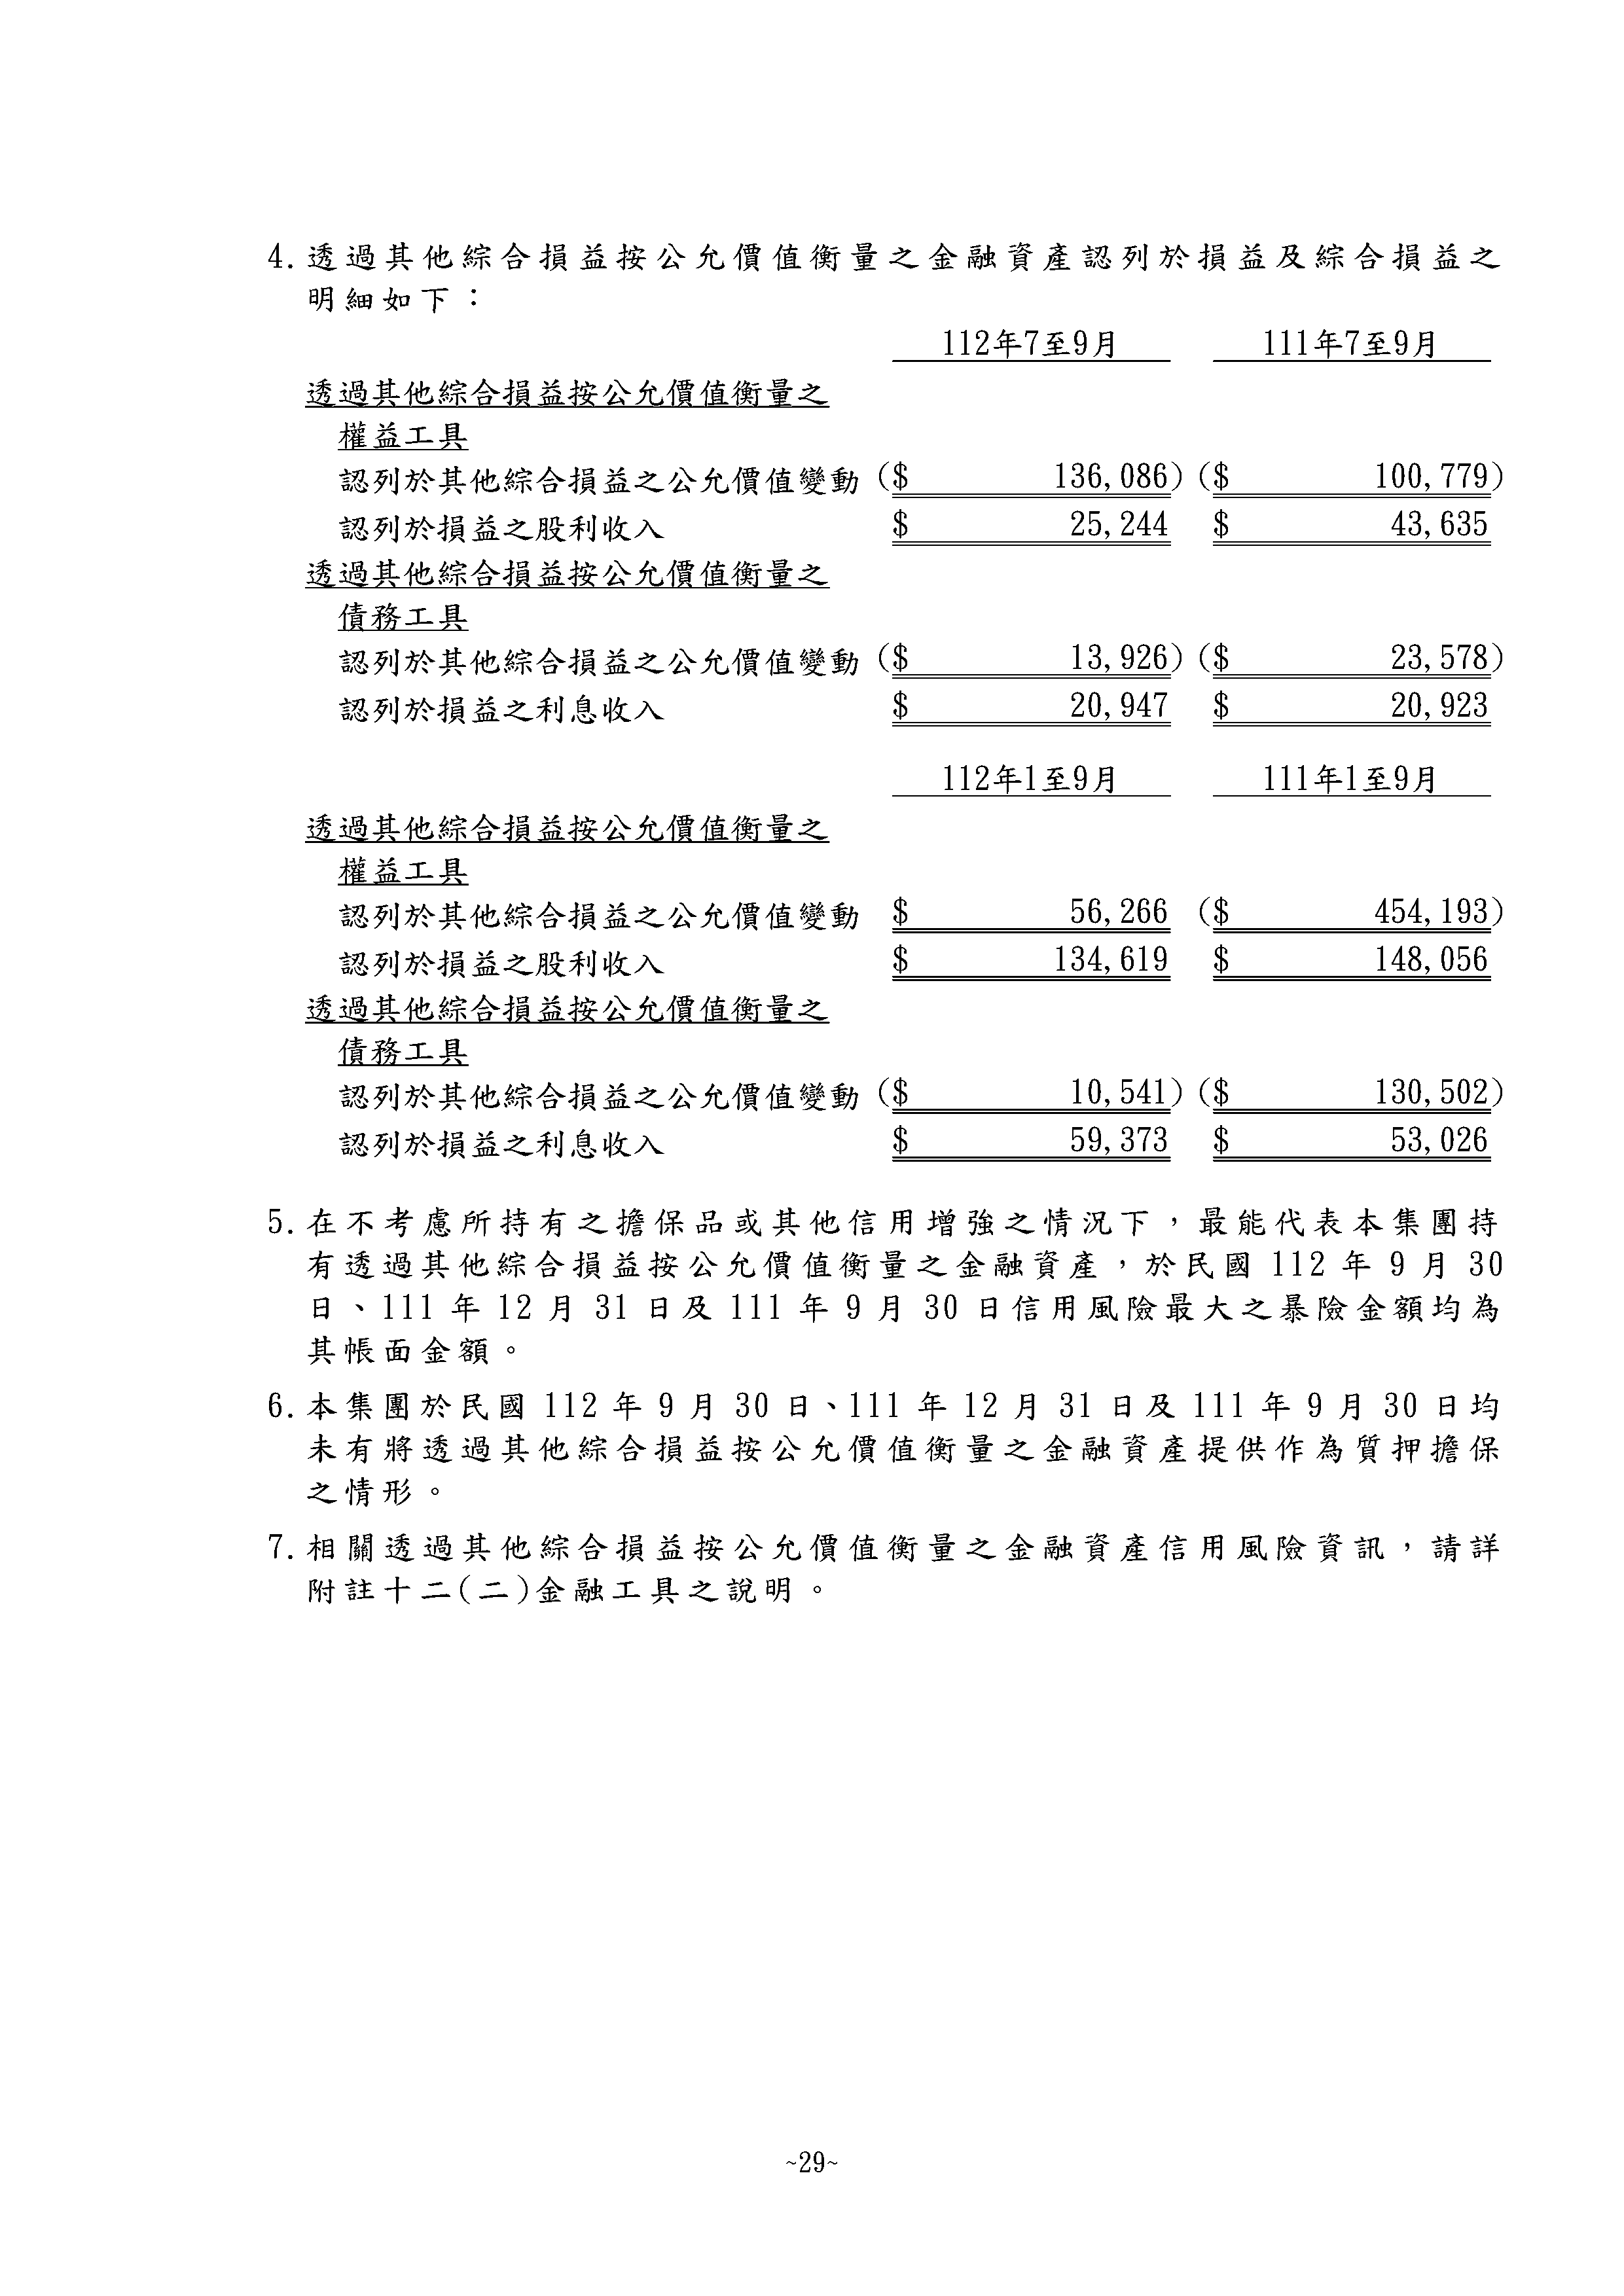 4.透過其他綜合損益按公允價值衡量之金融資產認列於損益及綜合損益之
明細如下：
112年7至9月 111年7至9月
透過其他綜合損益按公允價值衡量之
權益工具
認列於其他綜合損益之公允價值變動 ($ 136,086) ($ 100,779)
認列於損益之股利收入 $ 25,244 $ 43,635
透過其他綜合損益按公允價值衡量之
債務工具
認列於其他綜合損益之公允價值變動 ($ 13,926) ($ 23,578)
認列於損益之利息收入 $ 20,947 $ 20,923
112年1至9月 111年1至9月
透過其他綜合損益按公允價值衡量之
權益工具
認列於其他綜合損益之公允價值變動 $ 56,266 ($ 454,193)
認列於損益之股利收入 $ 134,619 $ 148,056
透過其他綜合損益按公允價值衡量之
債務工具
認列於其他綜合損益之公允價值變動 ($ 10,541) ($ 130,502)
認列於損益之利息收入 $ 59,373 $ 53,026
5.在不考慮所持有之擔保品或其他信用增強之情況下，最能代表本集團持
有透過其他綜合損益按公允價值衡量之金融資產，於民國 112 年 9 月 30
日、111 年 12 月 31 日及 111 年 9 月 30 日信用風險最大之暴險金額均為
其帳面金額。
6.本集團於民國 112 年 9 月 30 日、111 年 12 月 31 日及 111 年 9 月 30 日均
未有將透過其他綜合損益按公允價值衡量之金融資產提供作為質押擔保
之情形。
7.相關透過其他綜合損益按公允價值衡量之金融資產信用風險資訊，請詳
附註十二(二)金融工具之說明。
~29~